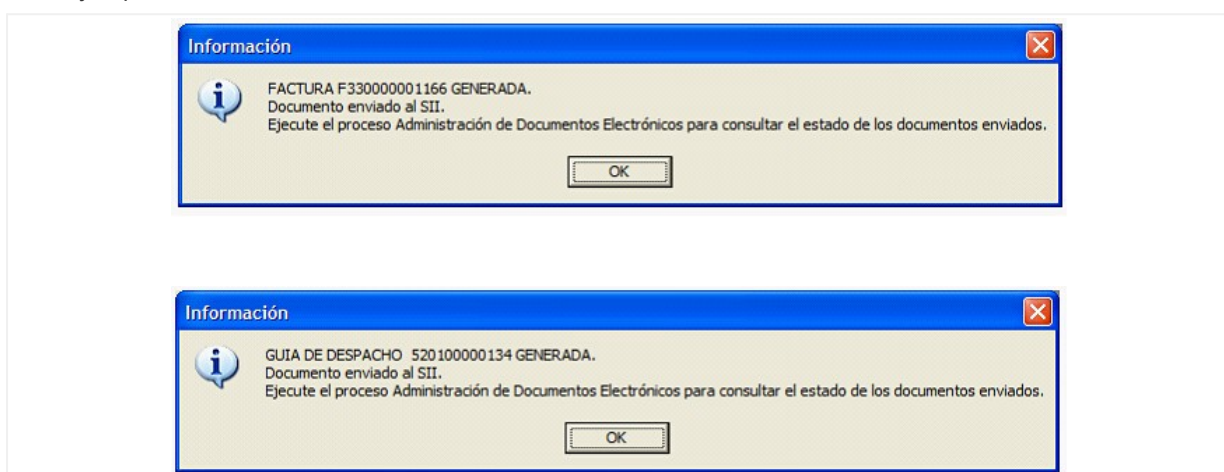 Información
FACTURA F330000001166 GENERADA.
Documento enviado al SII.
Ejecute el proceso Administración de Documentos Electrónicos para consultar el estado de los documentos enviados.
OK
Información
GUIA DE DESPACHO 520100000134 GENERADA.
Documento enviado al SII.
Ejecute el proceso Administración de Documentos Electrónicos para consultar el estado de los documentos enviados.
OK